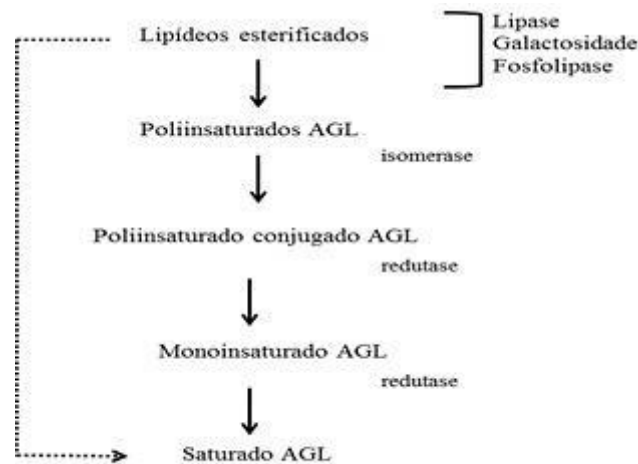 Lipídeos esterificados
Lipase
Galactosidade
Fosfolipase
Poliinsaturados AGL
isomerase
Poliinsaturado conjugado AGL
redutase
Monoinsaturado AGL
redutase
Saturado AGL